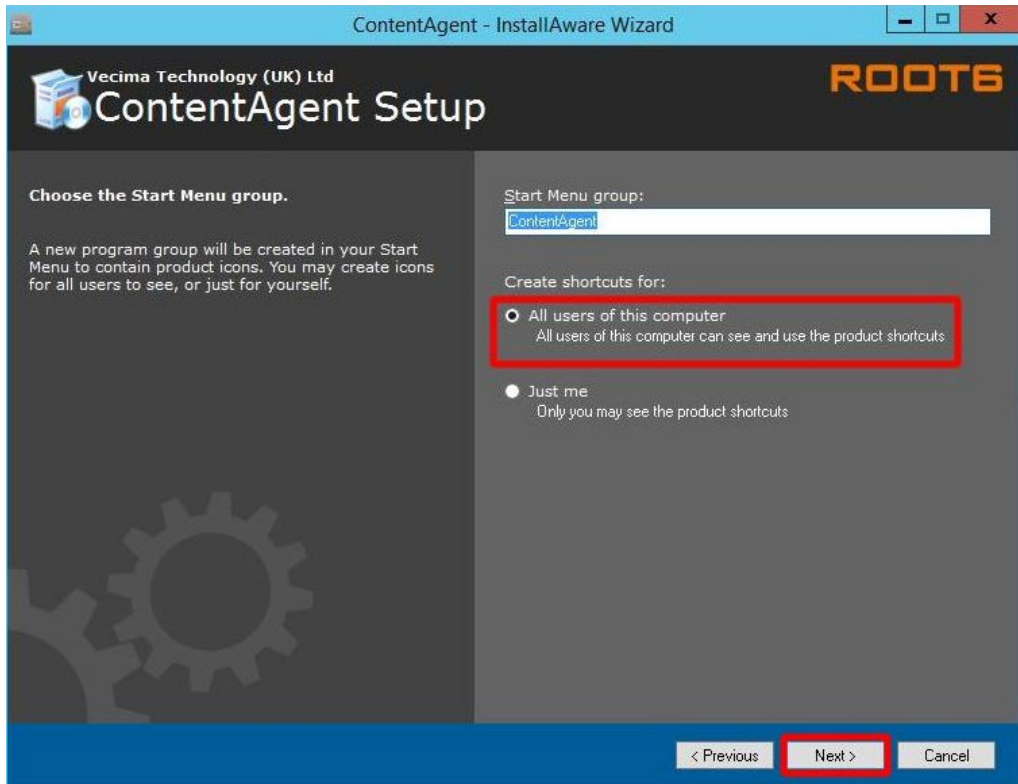 ContentAgent - InstallAware Wizard
Vecima Technology (UK) Ltd
ContentAgent Setup
ROOT6
Choose the Start Menu group.
A new program group will be created in your Start
Menu to contain product icons. You may create icons
for all users to see, or just for yourself.
Start Menu group:
ContentAgent
Create shortcuts for:
All users of this computer
All users of this computer can see and use the product shortcuts
Just me
Only you may see the product shortcuts
< Previous
Next >
Cancel